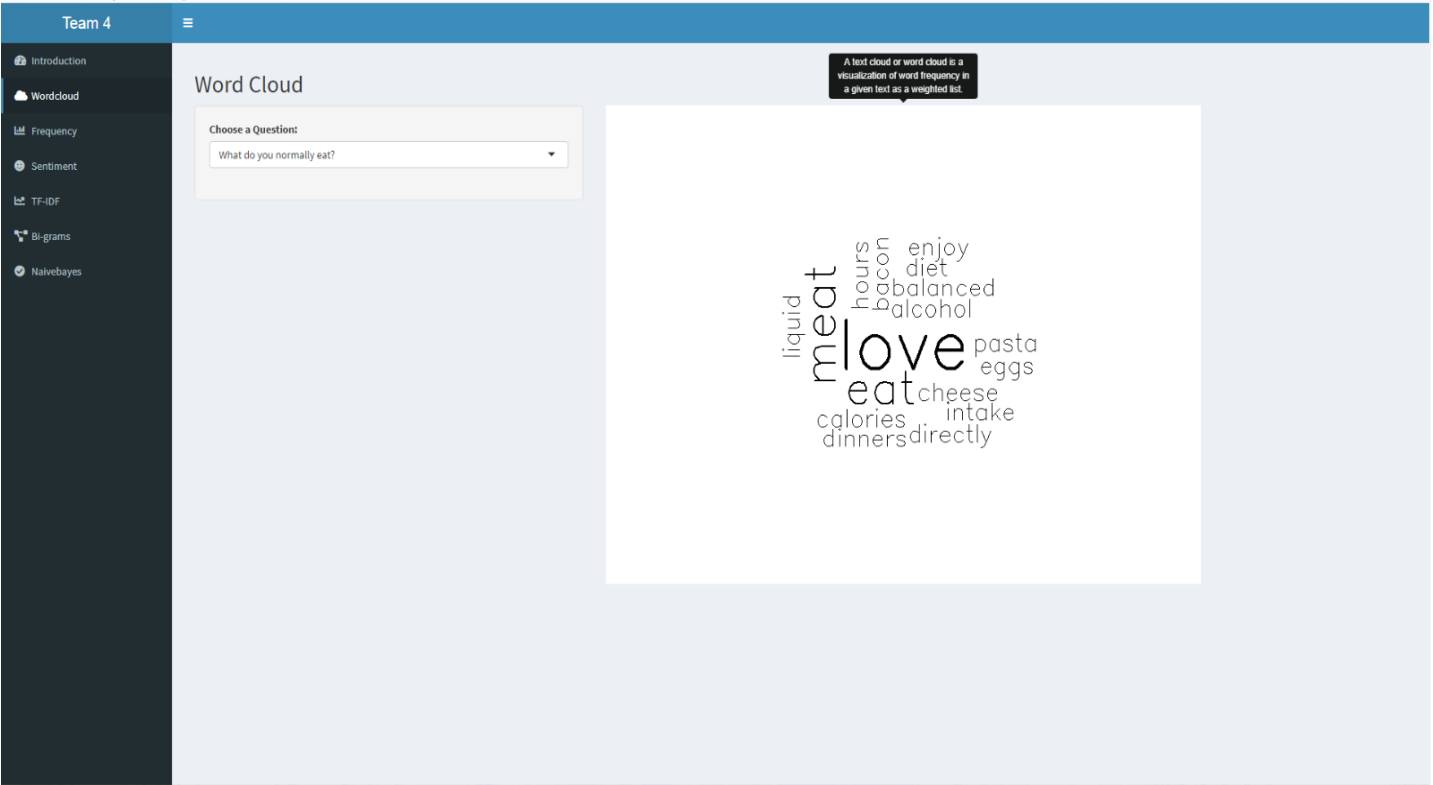 Team 4
Introduction
Wordcloud
Frequency
Sentiment
TF-IDF
Bi-grams
Naivebayes
Word Cloud
Choose a Question:
What do you normally eat?
A text cloud or word cloud is a
visualization of word frequency in
a given text as a weighted list.
enjoy
diet
hours
bacon
balanced
alcohol
liquid
meat
love
pasta
eggs
eat
cheese
intake
calories
dinners
directly